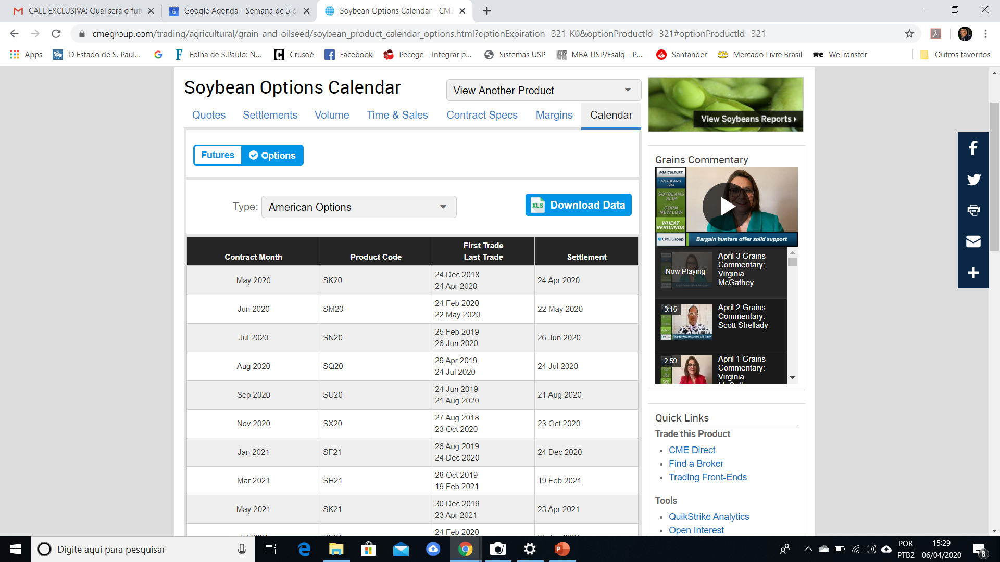 CALL EXCLUSIVA: Qual será o fut
Google Agenda - Semana de 5 d
Soybean Options Calendar - CME
cmegroup.com/trading/agricultural/grain-and-oilseed/soybean_product_calendar_options.html?optionExpiration=321-K0&optionProductId=321#optionProductId=321
Apps
O Estado de S. Paul...
Folha de S.Paulo: N...
Crusoé
Facebook
Pecege – Integrar p...
Sistemas USP
MBA USP/Esalq - P...
Santander
Mercado Livre Brasil
we WeTransfer
Outros favoritos
Soybean Options Calendar
View Another Product
Quotes Settlements Volume Time & Sales Contract Specs Margins Calendar
Futures Options
Type: American Options
XLS Download Data
Contract Month Product Code First Trade Last Trade Settlement
May 2020 SK20 24 Dec 2018 24 Apr 2020 24 Apr 2020
Jun 2020 SM20 24 Feb 2020 22 May 2020 22 May 2020
Jul 2020 SN20 25 Feb 2019 26 Jun 2020 26 Jun 2020
Aug 2020 SQ20 29 Apr 2019 24 Jul 2020 24 Jul 2020
Sep 2020 SU20 24 Jun 2019 21 Aug 2020 21 Aug 2020
Nov 2020 SX20 27 Aug 2018 23 Oct 2020 23 Oct 2020
Jan 2021 SF21 26 Aug 2019 24 Dec 2020 24 Dec 2020
Mar 2021 SH21 28 Oct 2019 19 Feb 2021 19 Feb 2021
May 2021 SK21 30 Dec 2019 23 Apr 2021 23 Apr 2021
24 Feb 2020
View Soybeans Reports
Grains Commentary
AGRICULTURE
SOYBEANS
(ZS)
SOYBEANS
SLIP
CORN
NEW LOW
WHEAT
REBOUNDS
CME Group
Bargain hunters offer solid support
Now Playing
April 3 Grains
Commentary:
Virginia
McGathey
3:15
April 2 Grains
Commentary:
Scott Shellady
2:59
April 1 Grains
Commentary:
Virginia
Quick Links
Trade this Product
CME Direct
Find a Broker
Trading Front-Ends
Tools
QuikStrike Analytics
Open Interest
Digite aqui para pesquisar
POR
PTB2
15:29
06/04/2020
8